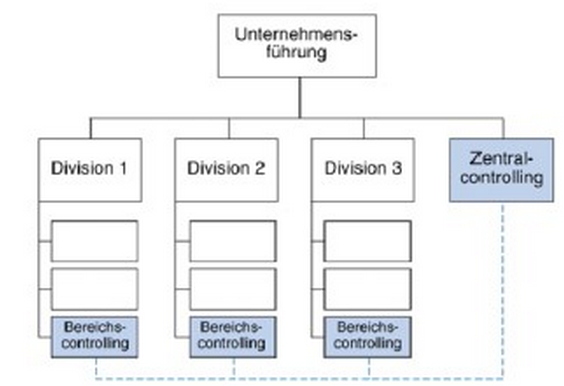 Unternehmens-
führung
Division 1
Division 2
Division 3
Zentral-
controlling
Bereichs-
controlling
Bereichs-
controlling
Bereichs-
controlling